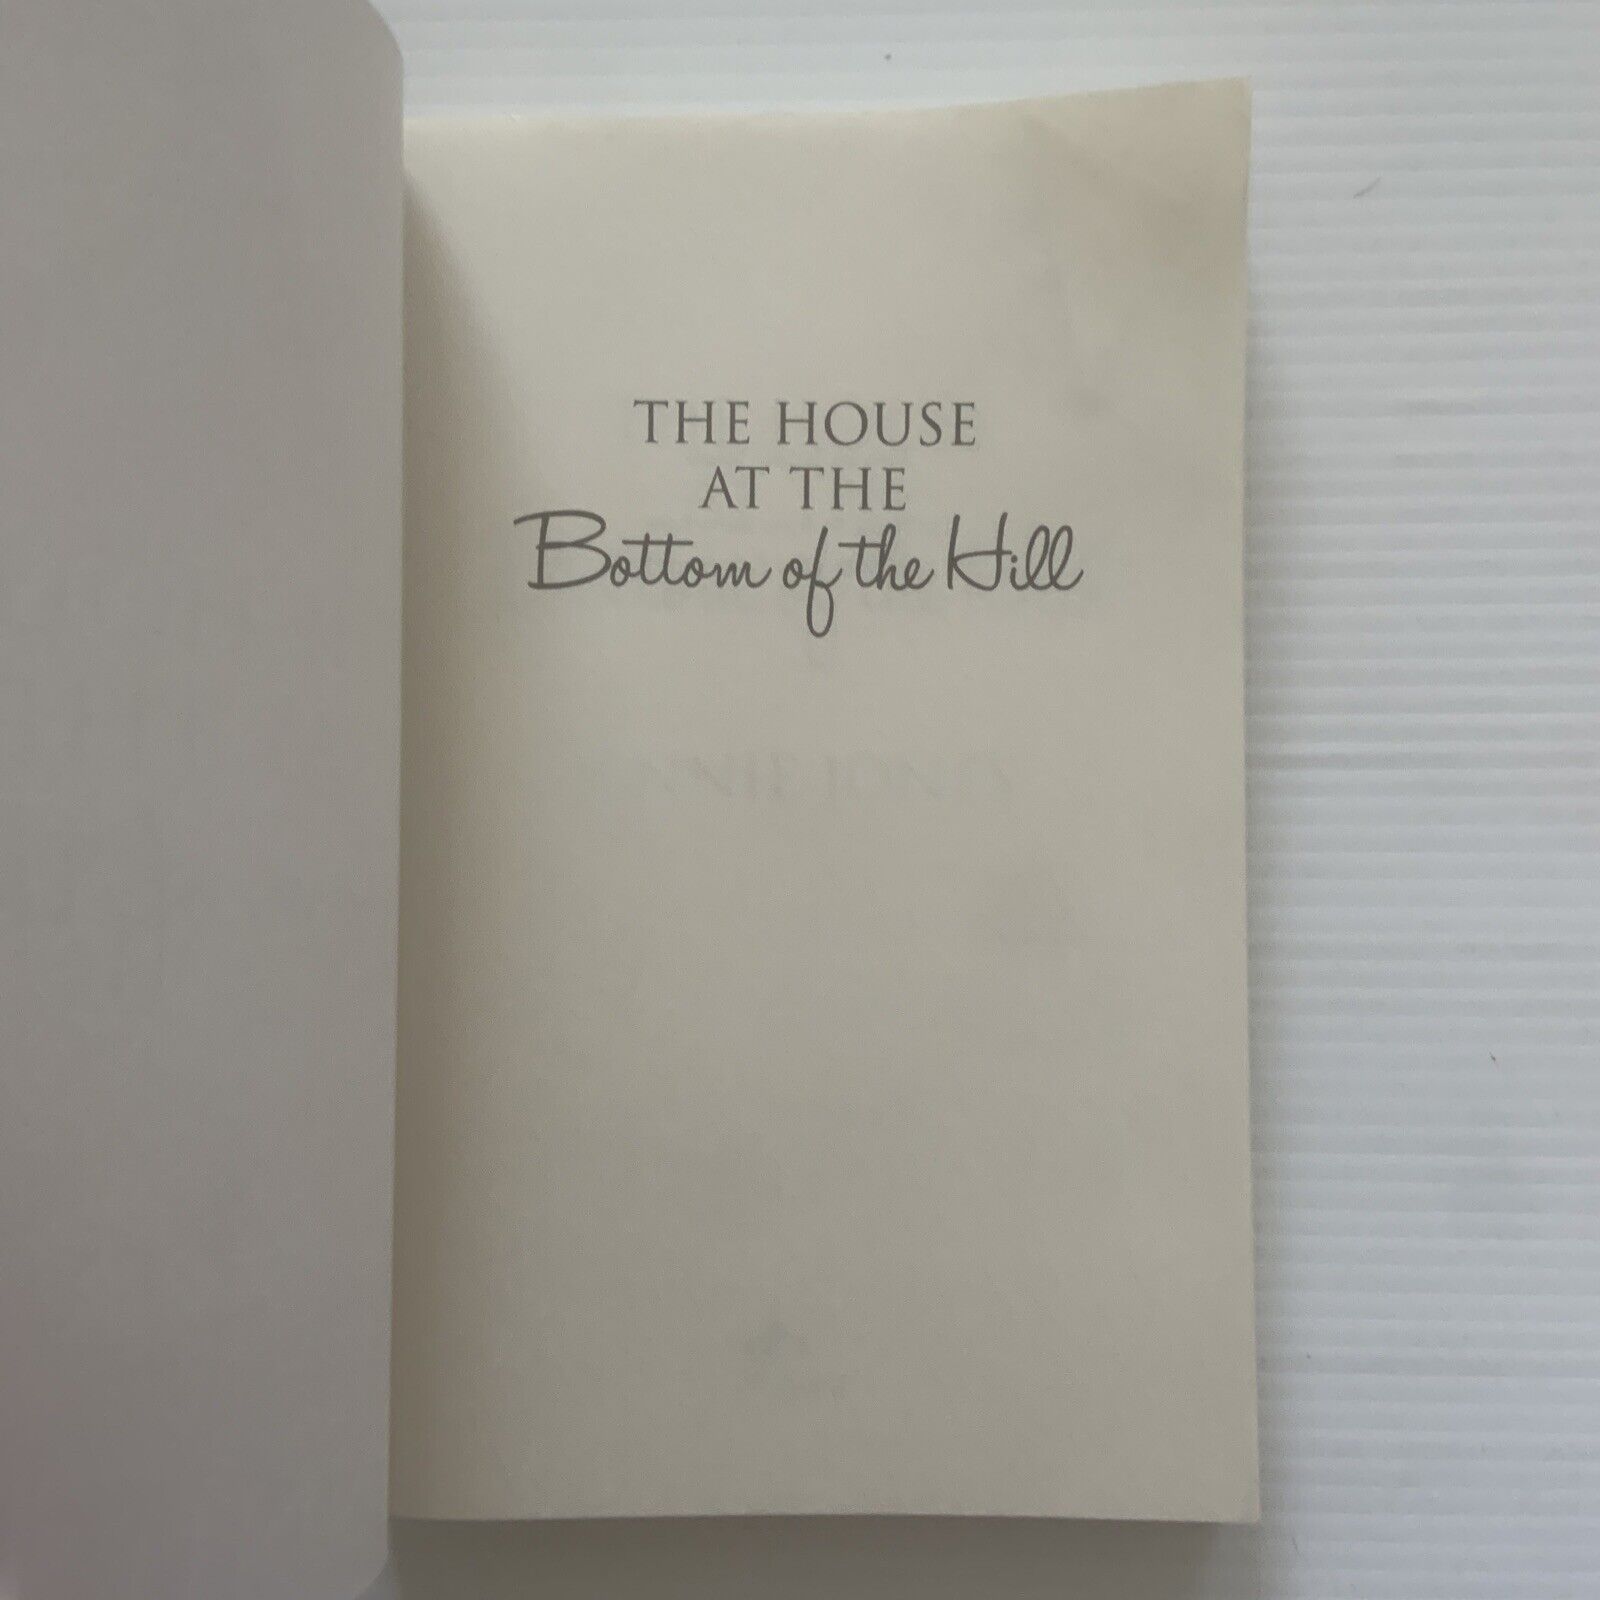 THE HOUSE
AT THE
Bottom of the Hill